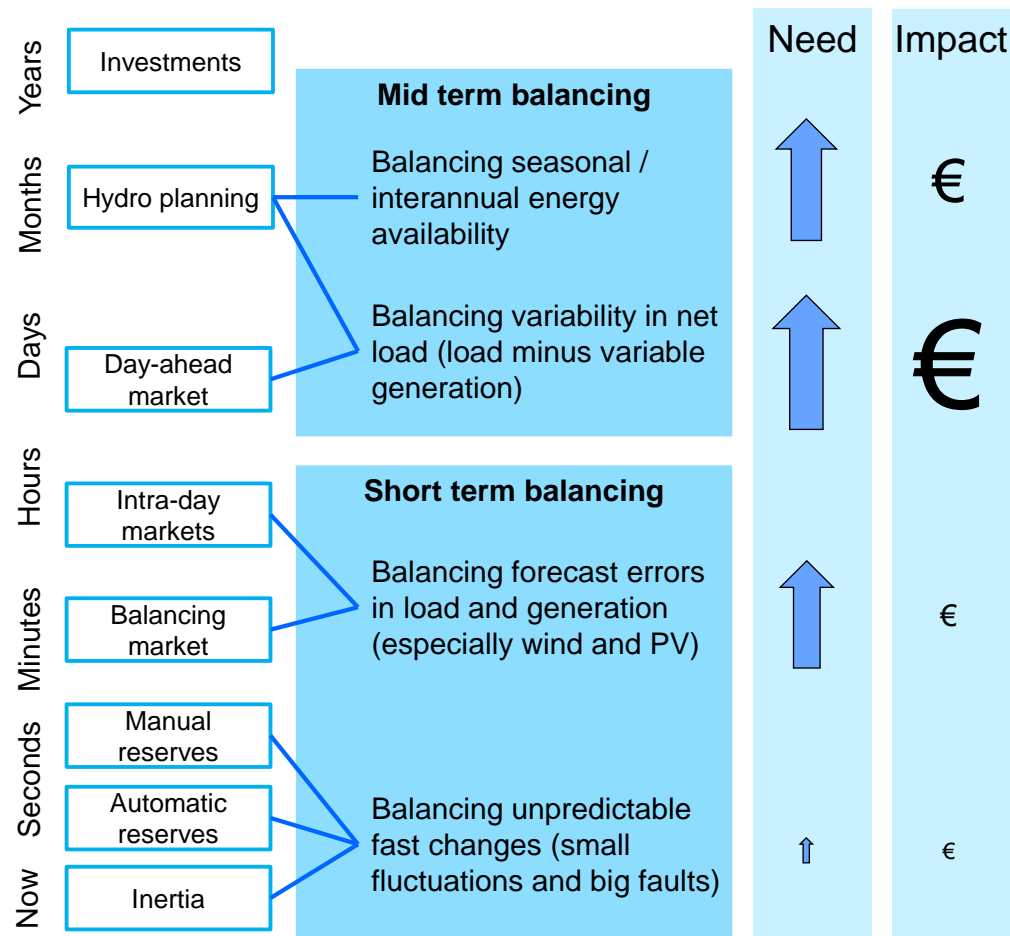 Need
Impact
Years
Investments
Mid term balancing
Months
Hydro planning
Balancing seasonal /
interannual energy
availability
€
Days
Day-ahead
market
Balancing variability in net
load (load minus variable
generation)
€
Hours
Intra-day
markets
Short term balancing
Minutes
Balancing
market
Balancing forecast errors
in load and generation
(especially wind and PV)
€
Seconds
Manual
reserves
Automatic
reserves
Balancing unpredictable
fast changes (small
fluctuations and big faults)
€
Now
Inertia